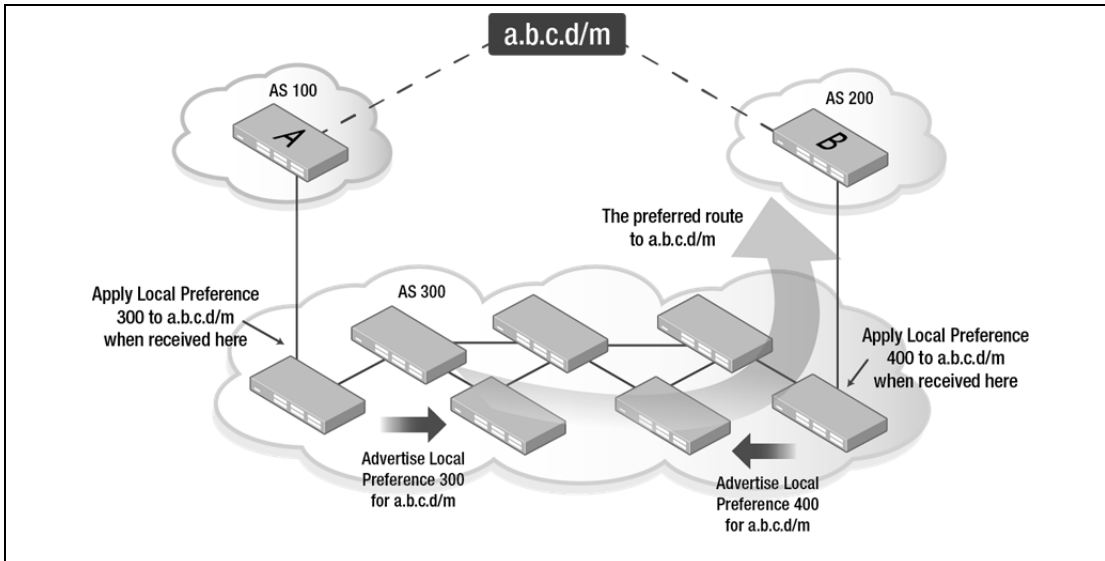 a.b.c.d/m
AS 100
AS 200
A
B
The preferred route
to a.b.c.d/m
AS 300
Apply Local Preference
300 to a.b.c.d/m
when received here
Apply Local Preference
400 to a.b.c.d/m
when received here
Advertise Local
Preference 300
for a.b.c.d/m
Advertise Local
Preference 400
for a.b.c.d/m